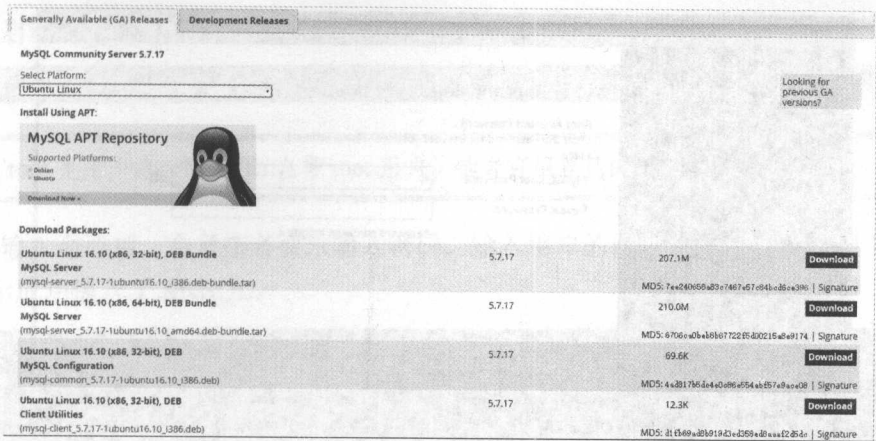 Generally Available (GA) Releases
Development Releases
MySQL Community Server 5.7.17
Select Platform:
Ubuntu Linux
Looking for
previous GA
versions?
Install Using APT:
MySQL APT Repository
Supported Platforms:
Debian
Ubuntu
Download Now »
Download Packages:
Ubuntu Linux 16.10 (x86, 32-bit), DEB Bundle 5.7.17 207.1M Download
MySQL Server
(mysql-server_5.7.17-1ubuntu16.10_i386.deb-bundle.tar) MD5: | Signature
Ubuntu Linux 16.10 (x86, 64-bit), DEB Bundle 5.7.17 210.0M Download
MySQL Server
(mysql-server_5.7.17-1ubuntu16.10_amd64.deb-bundle.tar) MD5: | Signature
Ubuntu Linux 16.10 (x86, 32-bit), DEB 5.7.17 69.6K Download
MySQL Configuration
(mysql-common_5.7.17-1ubuntu16.10_i386.deb) MD5: | Signature
Ubuntu Linux 16.10 (x86, 32-bit), DEB 5.7.17 12.3K Download
Client Utilities
(mysql-client_5.7.17-1ubuntu16.10_i386.deb) MD5: | Signature